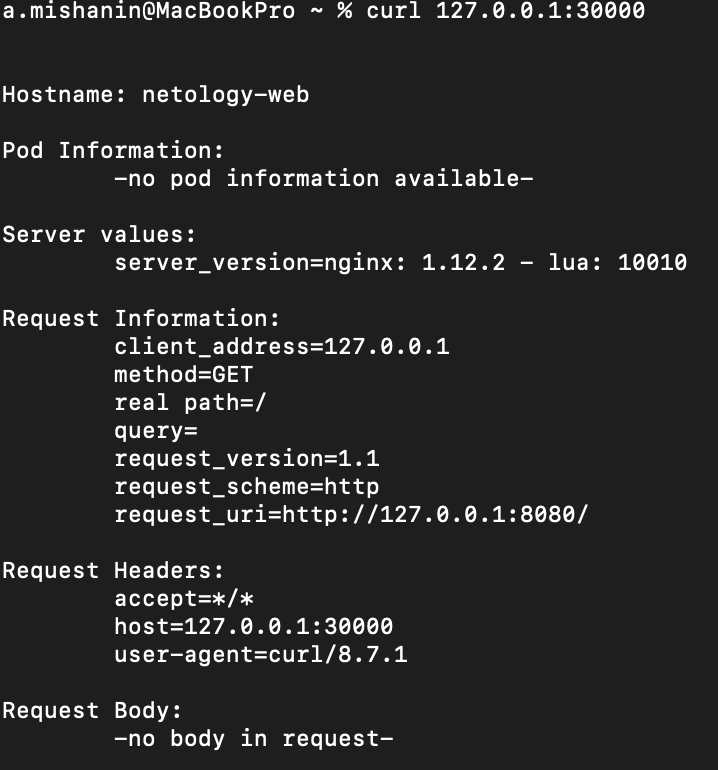 a.mishanin@MacBookPro ~ % curl 127.0.0.1:30000
Hostname: netology-web
Pod Information:
-no pod information available-
Server values:
server_version=nginx: 1.12.2 - lua: 10010
Request Information:
client_address=127.0.0.1
method=GET
real path=/
query=
request_version=1.1
request_scheme=http
request_uri=http://127.0.0.1:8080/
Request Headers:
accept=*/*
host=127.0.0.1:30000
user-agent=curl/8.7.1
Request Body:
-no body in request-